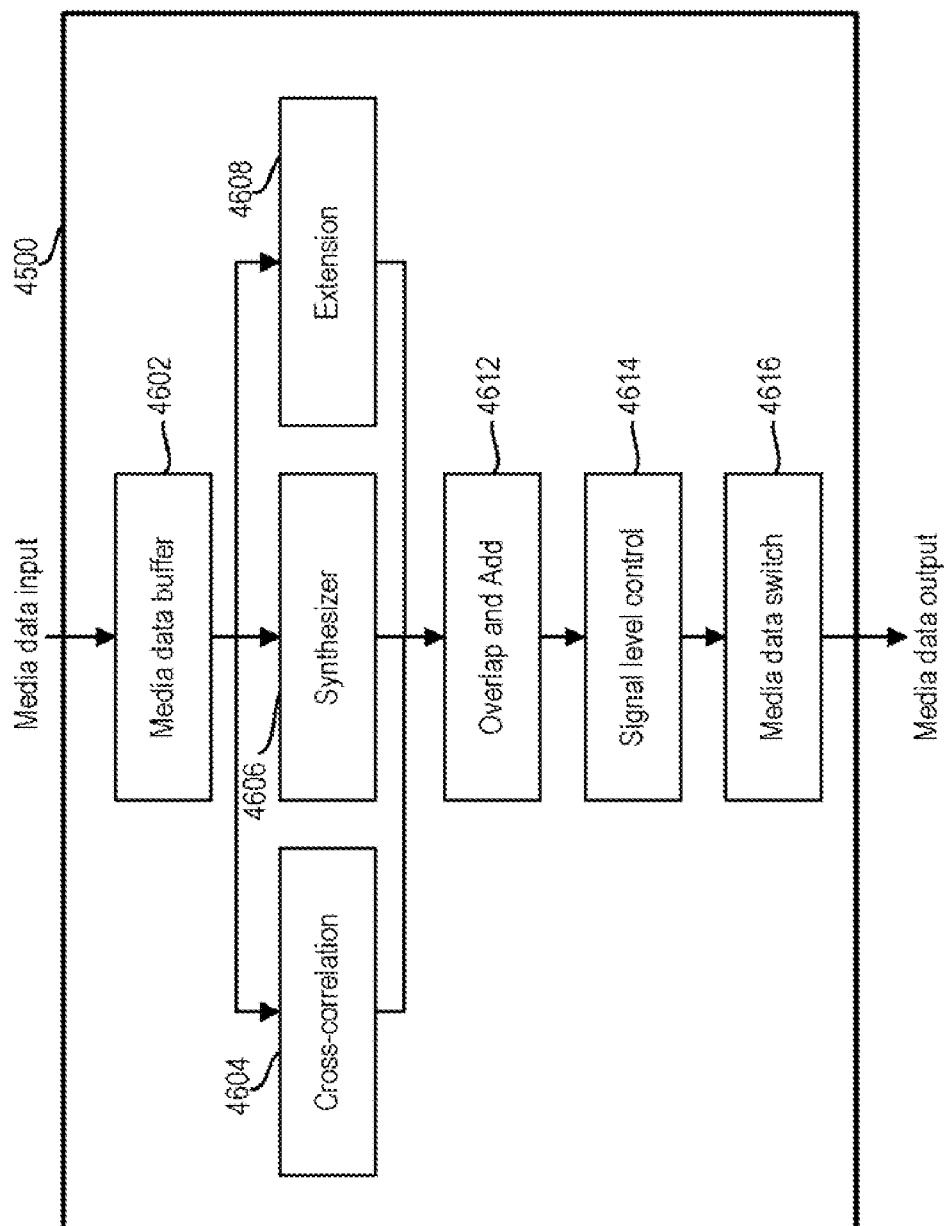 4500
Media data input
Media data buffer
4602
4604
Cross-correlation
4606
Synthesizer
4608
Extension
Overlap and Add
4612
Signal level control
4614
Media data switch
4616
Media data output